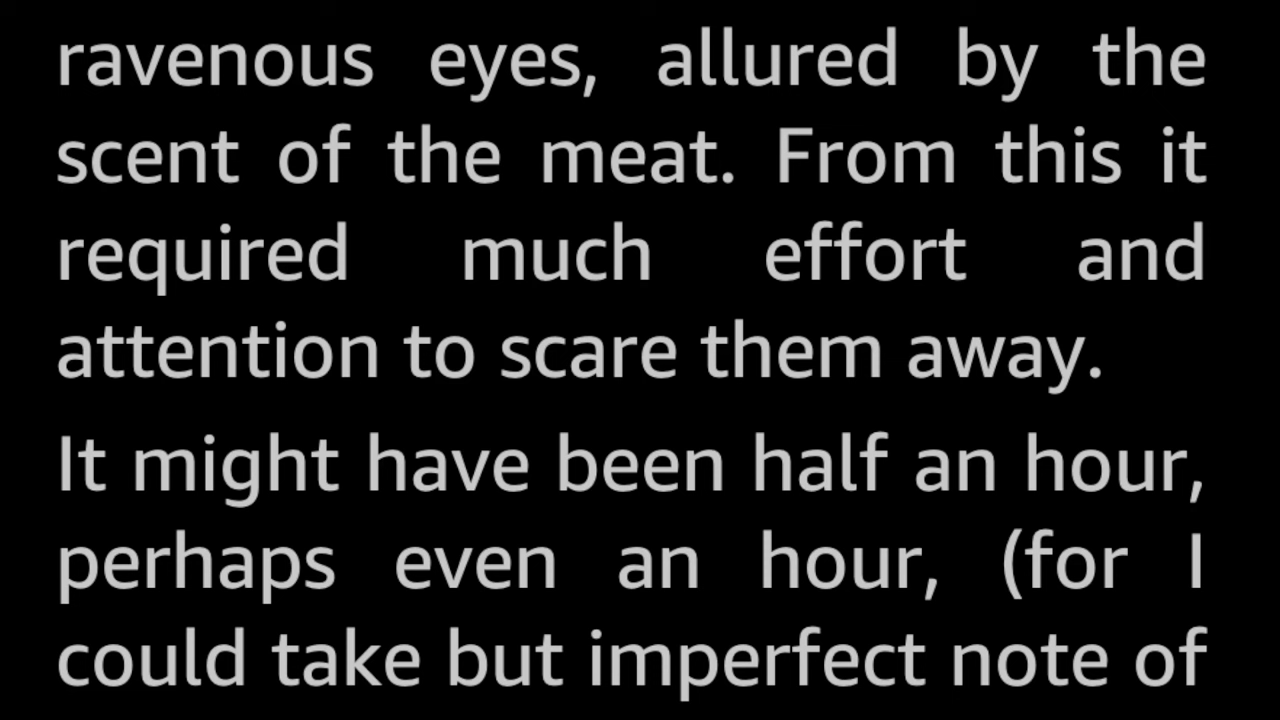 ravenous eyes, allured by the
scent of the meat. From this it
required much effort and
attention to scare them away.
It might have been half an hour,
perhaps even an hour, (for I
could take but imperfect note of